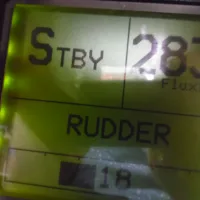 STBY 283
Flux
RUDDER
18